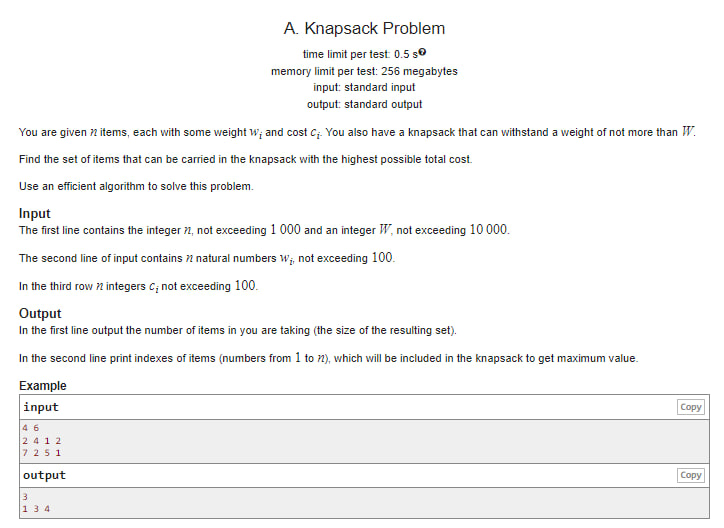 A. Knapsack Problem
time limit per test: 0.5 s?
memory limit per test: 256 megabytes
input: standard input
output: standard output
You are given n items, each with some weight w_i and cost c_i. You also have a knapsack that can withstand a weight of not more than W.
Find the set of items that can be carried in the knapsack with the highest possible total cost.
Use an efficient algorithm to solve this problem.
Input
The first line contains the integer n, not exceeding 1 000 and an integer W, not exceeding 10 000.
The second line of input contains n natural numbers w_i, not exceeding 100.
In the third row n integers c_i not exceeding 100.
Output
In the first line output the number of items in you are taking (the size of the resulting set).
In the second line print indexes of items (numbers from 1 to n), which will be included in the knapsack to get maximum value.
Example
input Copy
4 6
2 4 1 2
7 2 5 1
output Copy
3
1 3 4